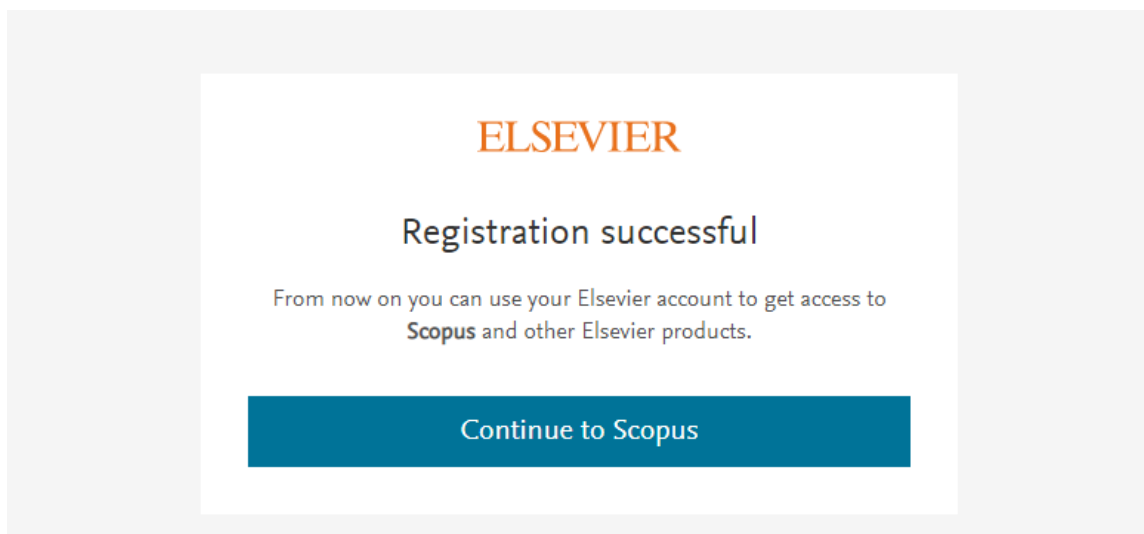 ELSEVIER
Registration successful
From now on you can use your Elsevier account to get access to
Scopus and other Elsevier products.
Continue to Scopus